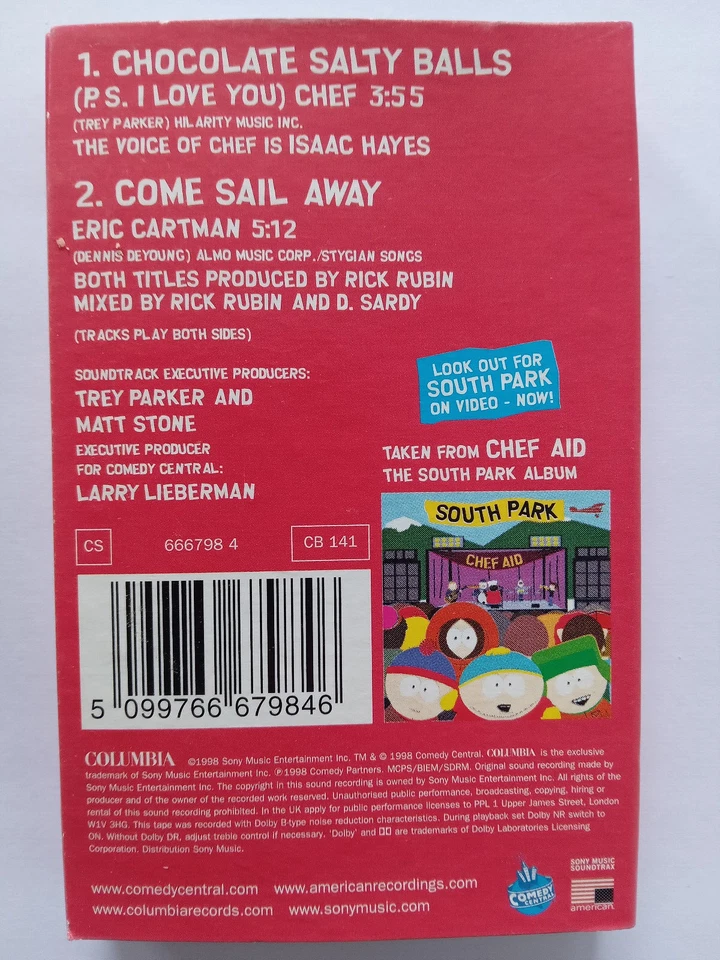 1. CHOCOLATE SALTY BALLS
(P.S. I LOVE YOU) CHEF 3:55
(TREY PARKER) HILARITY MUSIC INC.
THE VOICE OF CHEF IS ISAAC HAYES
2. COME SAIL AWAY
ERIC CARTMAN 5:12
(DENNIS DEYOUNG) ALMO MUSIC CORP./STYGIAN SONGS
BOTH TITLES PRODUCED BY RICK RUBIN
MIXED BY RICK RUBIN AND D. SARDY
(TRACKS PLAY BOTH SIDES)
SOUNDTRACK EXECUTIVE PRODUCERS:
TREY PARKER AND
MATT STONE
EXECUTIVE PRODUCER
FOR COMEDY CENTRAL:
LARRY LIEBERMAN
LOOK OUT FOR
SOUTH PARK
ON VIDEO - NOW!
TAKEN FROM CHEF AID
THE SOUTH PARK ALBUM
SOUTH PARK
CHEF AID
CS 666798 4 CB 141
5 099766 679846
COLUMBIA ©1998 Sony Music Entertainment Inc. TM & © 1998 Comedy Central. COLUMBIA is the exclusive
trademark of Sony Music Entertainment Inc. ℗1998 Comedy Partners. MCPS/BIEM/SDRM. Original sound recording made by
Sony Music Entertainment Inc. The copyright in this sound recording is owned by Sony Music Entertainment Inc. All rights of the
producer and of the owner of the recorded work reserved. Unauthorised public performance, broadcasting, copying, hiring or
rental of this sound recording prohibited. In the UK apply for public performance licenses to PPL 1 Upper James Street, London
W1V 3HG. This tape was recorded with Dolby B-type noise reduction characteristics. During playback set Dolby NR switch to
ON. Without Dolby DR, adjust treble control if necessary. 'Dolby' and are trademarks of Dolby Laboratories Licensing
Corporation. Distribution Sony Music.
www.comedycentral.com www.americanrecordings.com
www.columbiarecords.com www.sonymusic.com
COMEDY
CENTRAL
SONY MUSIC
SOUNDTRAX
american